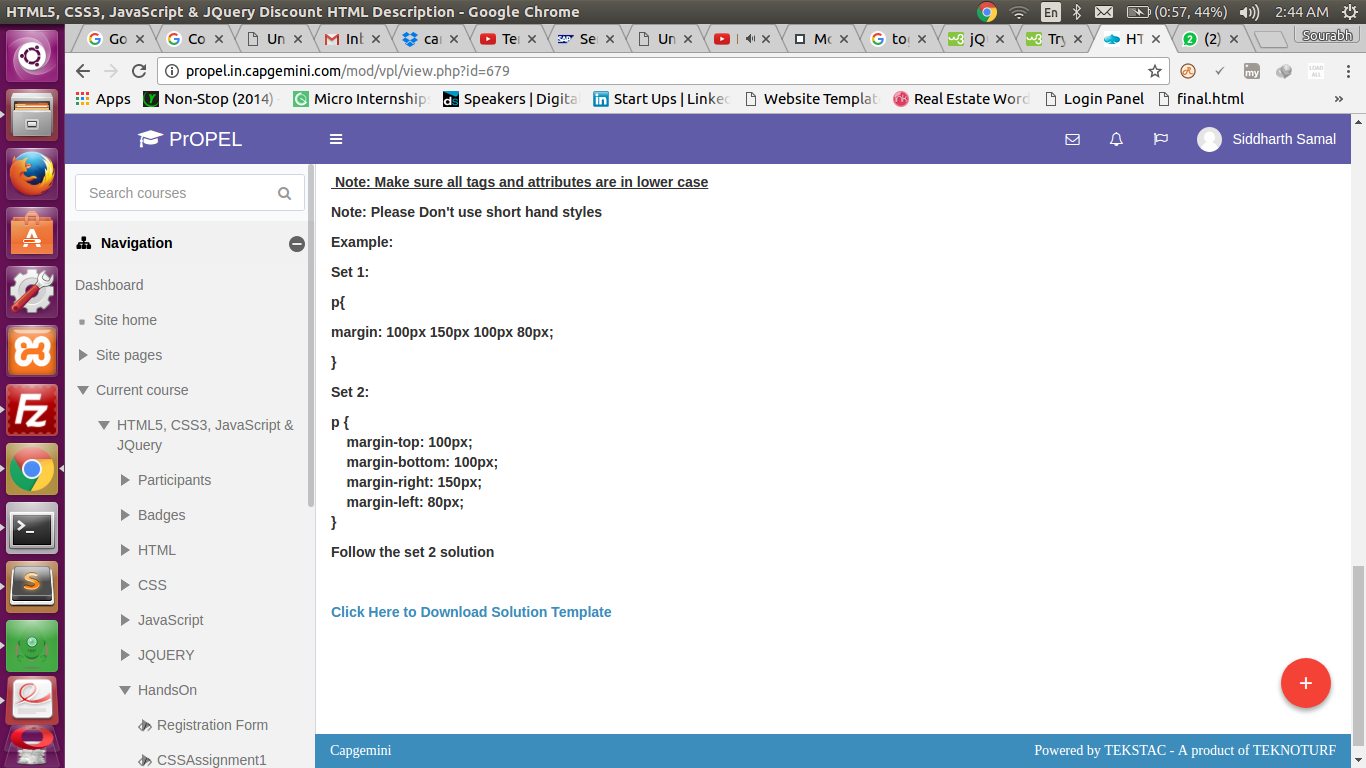 HTML5, CSS3, JavaScript & JQuery Discount HTML Description - Google Chrome
En
(0:57, 44%)
2:44 AM
Go
Co
Un
Inb
ca
Te
Se
Un
Mo
too
jQ
Try
HT
(2)
Sourabh
propel.in.capgemini.com/mod/vpl/view.php?id=679
Apps
Non-Stop (2014)
Micro Internship
Speakers | Digita
Start Ups | Linke
Website Templat
Real Estate Word
Login Panel
final.html
»
PrOPEL
Siddharth Samal
Search courses
Navigation
Dashboard
Site home
Site pages
Current course
HTML5, CSS3, JavaScript &
JQuery
Participants
Badges
HTML
CSS
JavaScript
JQUERY
HandsOn
Registration Form
CSSAssignment1
Note: Make sure all tags and attributes are in lower case
Note: Please Don't use short hand styles
Example:
Set 1:
p{
margin: 100px 150px 100px 80px;
}
Set 2:
p {
margin-top: 100px;
margin-bottom: 100px;
margin-right: 150px;
margin-left: 80px;
}
Follow the set 2 solution
Click Here to Download Solution Template
+
Capgemini
Powered by TEKSTAC - A product of TEKNOTURF